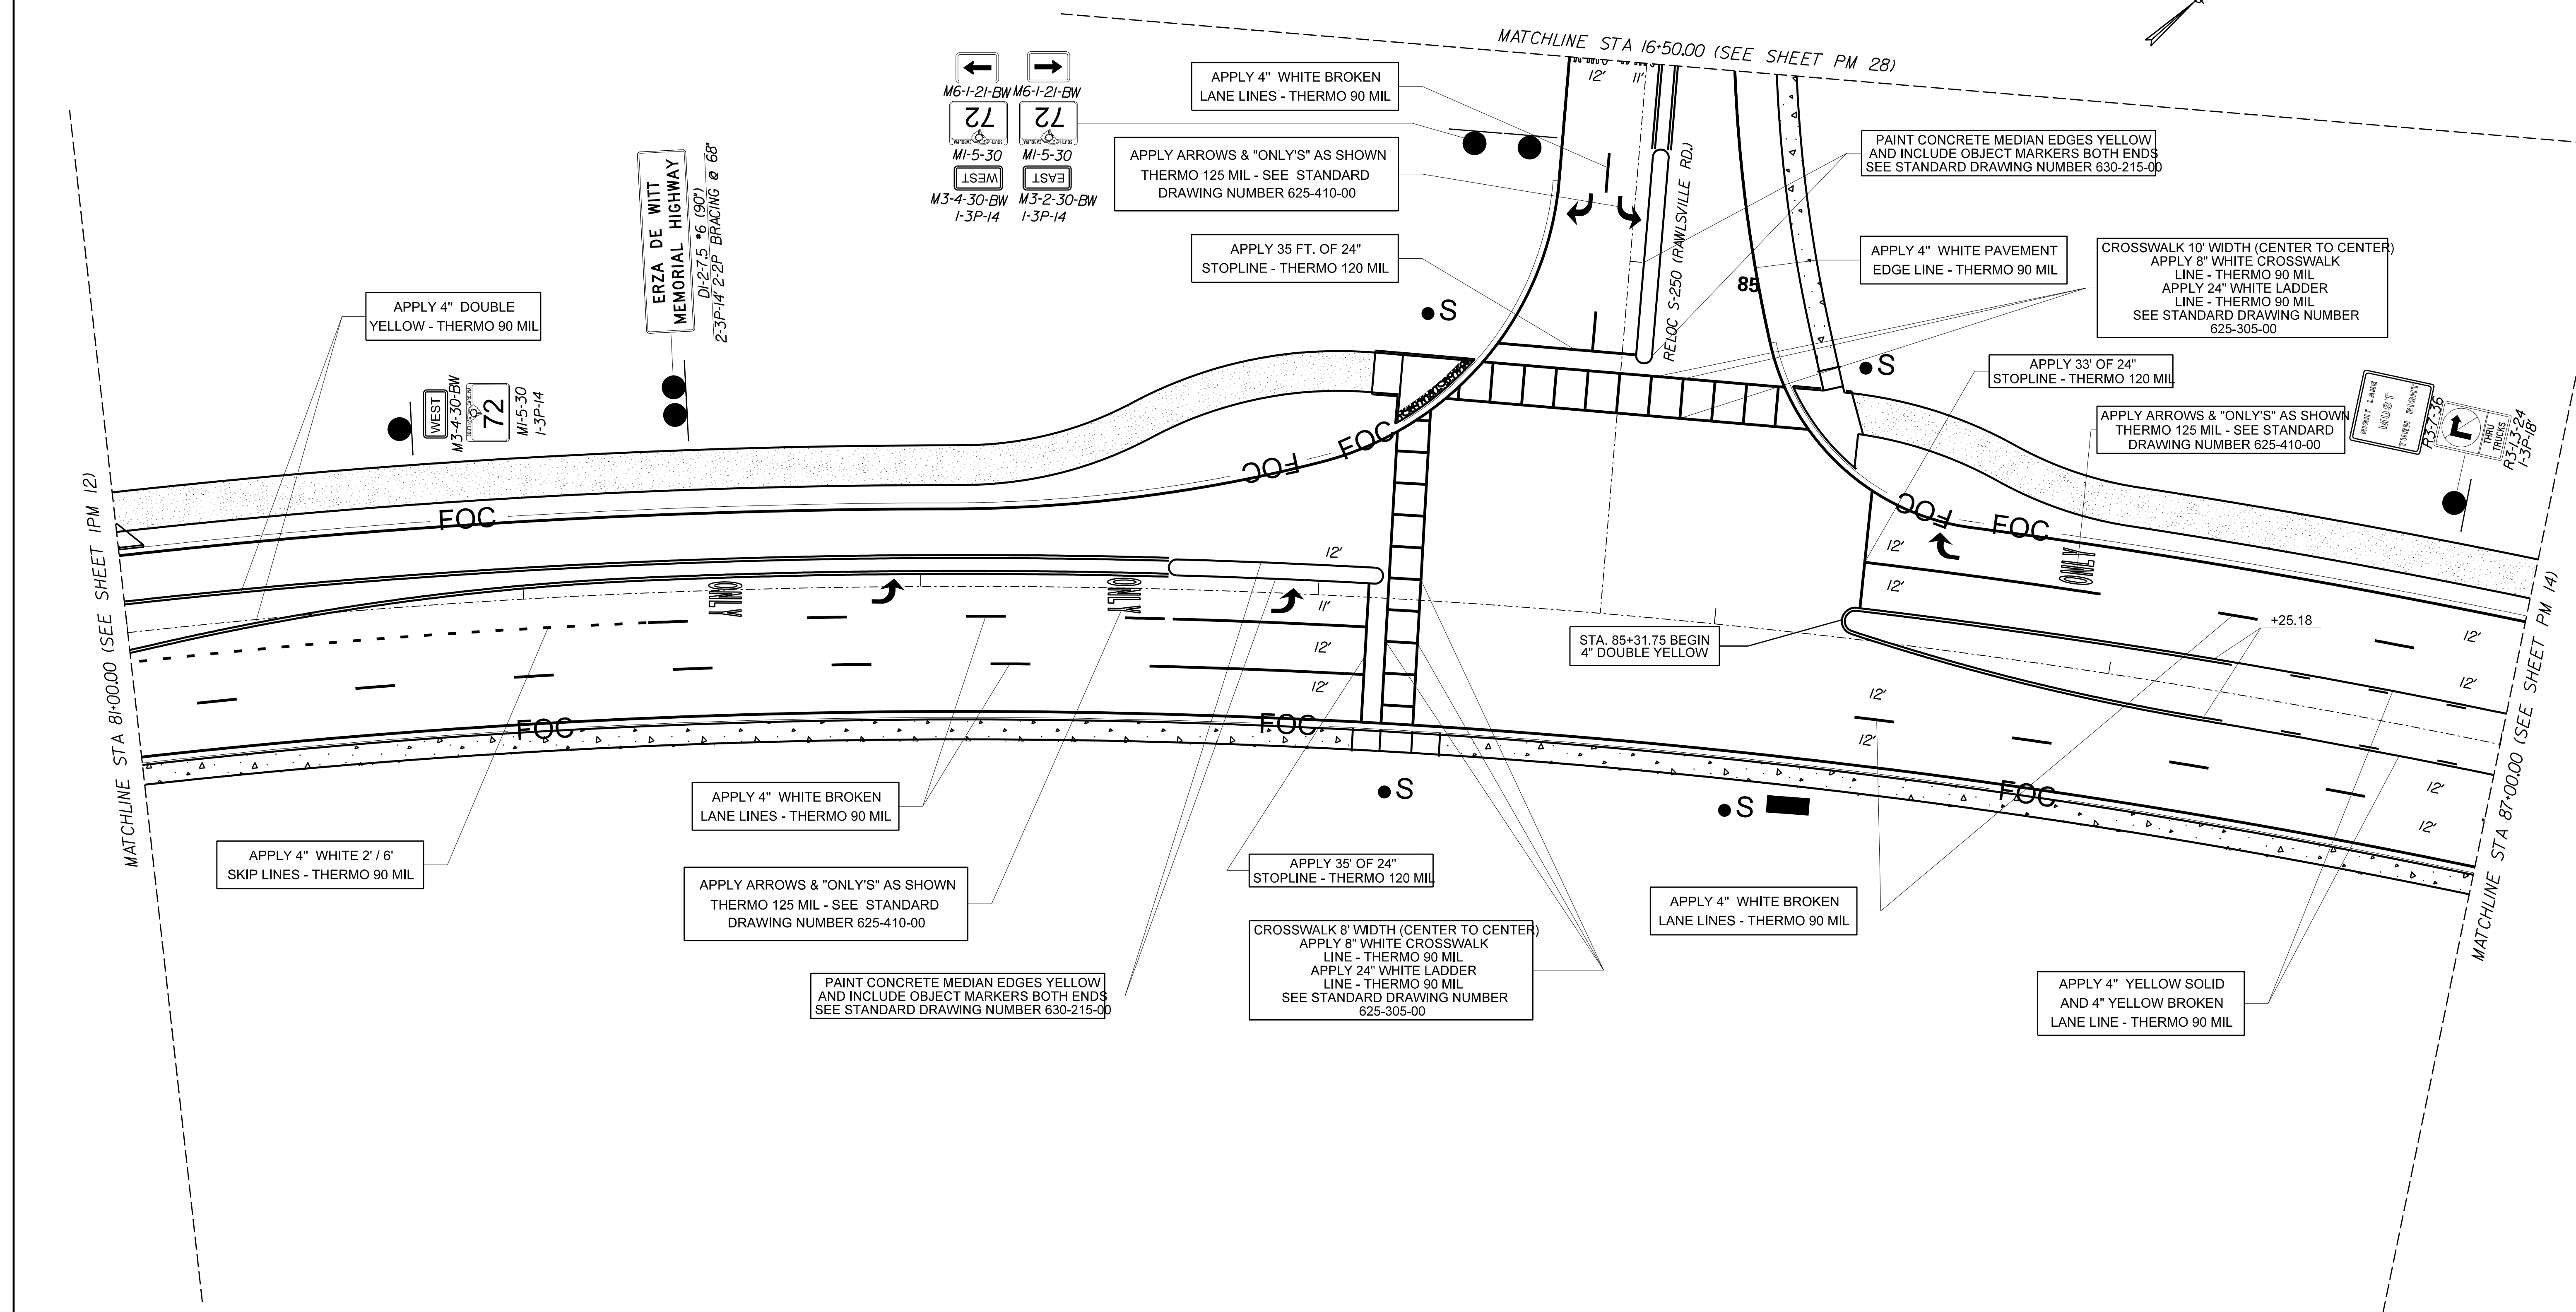 MATCHLINE STA 16+50.00 (SEE SHEET PM 28)
M6-1-21-BW
M6-1-21-BW
72
72
M1-5-30
M1-5-30
WEST
EAST
M3-4-30-BW
M3-2-30-BW
1-3P-14
1-3P-14
APPLY 4" WHITE BROKEN
LANE LINES - THERMO 90 MIL
12'
11'
APPLY ARROWS & "ONLY'S" AS SHOWN
THERMO 125 MIL - SEE STANDARD
DRAWING NUMBER 625-410-00
PAINT CONCRETE MEDIAN EDGES YELLOW
AND INCLUDE OBJECT MARKERS BOTH ENDS
SEE STANDARD DRAWING NUMBER 630-215-00
ERZA DE WITT
MEMORIAL HIGHWAY
D1-2-7.5 #6 (90")
2-3P-14' 2-2P BRACING @ 68"
APPLY 35 FT. OF 24"
STOPLINE - THERMO 120 MIL
RELOC S-250 (RAWLSVILLE RD.)
APPLY 4" WHITE PAVEMENT
EDGE LINE - THERMO 90 MIL
85
CROSSWALK 10' WIDTH (CENTER TO CENTER)
APPLY 8" WHITE CROSSWALK
LINE - THERMO 90 MIL
APPLY 24" WHITE LADDER
LINE - THERMO 90 MIL
SEE STANDARD DRAWING NUMBER
625-305-00
APPLY 4" DOUBLE
YELLOW - THERMO 90 MIL
S
S
APPLY 33' OF 24"
STOPLINE - THERMO 120 MIL
WEST
M3-4-30-BW
SOUTH CAROLINA
72
M1-5-30
1-3P-14
APPLY ARROWS & "ONLY'S" AS SHOWN
THERMO 125 MIL - SEE STANDARD
DRAWING NUMBER 625-410-00
RIGHT LANE
MUST
TURN RIGHT
R3-7-36
THRU
TRUCKS
R3-1.3-24
1-3P-18'
MATCHLINE STA 81+00.00 (SEE SHEET 1PM 12)
FOC
FOC
FOC
FOC
FOC
12'
12'
12'
ONLY
ONLY
ONLY
11'
12'
12'
STA. 85+31.75 BEGIN
4" DOUBLE YELLOW
+25.18
12'
12'
12'
12'
12'
12'
FOC
FOC
FOC
MATCHLINE STA 87+00.00 (SEE SHEET PM 14)
S
S
APPLY 4" WHITE BROKEN
LANE LINES - THERMO 90 MIL
APPLY 4" WHITE 2' / 6'
SKIP LINES - THERMO 90 MIL
APPLY ARROWS & "ONLY'S" AS SHOWN
THERMO 125 MIL - SEE STANDARD
DRAWING NUMBER 625-410-00
APPLY 35' OF 24"
STOPLINE - THERMO 120 MIL
APPLY 4" WHITE BROKEN
LANE LINES - THERMO 90 MIL
CROSSWALK 8' WIDTH (CENTER TO CENTER)
APPLY 8" WHITE CROSSWALK
LINE - THERMO 90 MIL
APPLY 24" WHITE LADDER
LINE - THERMO 90 MIL
SEE STANDARD DRAWING NUMBER
625-305-00
PAINT CONCRETE MEDIAN EDGES YELLOW
AND INCLUDE OBJECT MARKERS BOTH ENDS
SEE STANDARD DRAWING NUMBER 630-215-00
APPLY 4" YELLOW SOLID
AND 4" YELLOW BROKEN
LANE LINE - THERMO 90 MIL